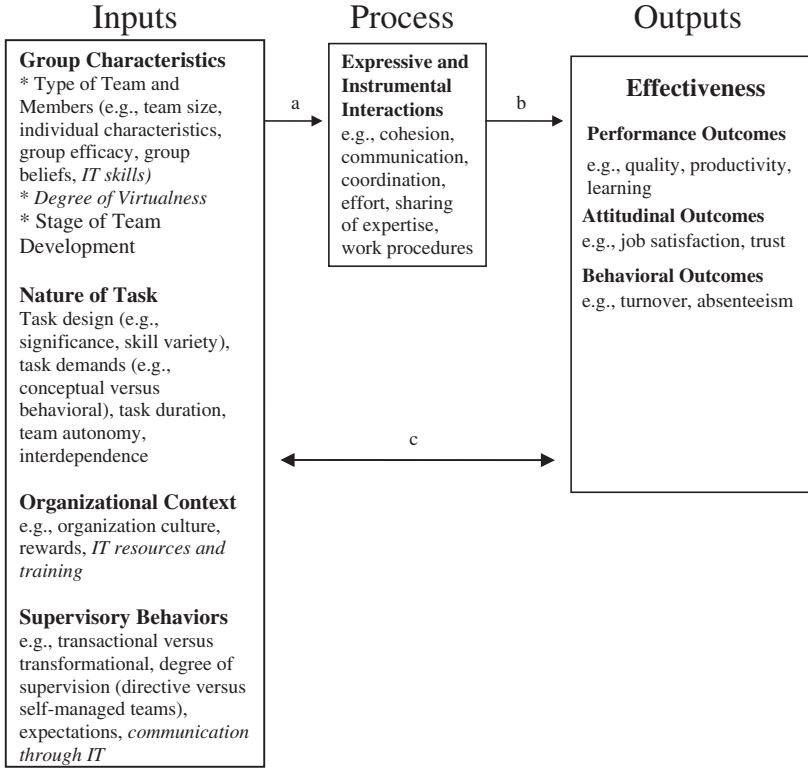 Inputs
Process
Outputs
Group Characteristics
* Type of Team and
Members (e.g., team size,
individual characteristics,
group efficacy, group
beliefs, IT skills)
* Degree of Virtualness
* Stage of Team
Development
Nature of Task
Task design (e.g.,
significance, skill variety),
task demands (e.g.,
conceptual versus
behavioral), task duration,
team autonomy,
interdependence
Organizational Context
e.g., organization culture,
rewards, IT resources and
training
Supervisory Behaviors
e.g., transactional versus
transformational, degree of
supervision (directive versus
self-managed teams),
expectations, communication
through IT
a
Expressive and
Instrumental
Interactions
e.g., cohesion,
communication,
coordination,
effort, sharing
of expertise,
work procedures
b
c
Effectiveness
Performance Outcomes
e.g., quality, productivity,
learning
Attitudinal Outcomes
e.g., job satisfaction, trust
Behavioral Outcomes
e.g., turnover, absenteeism